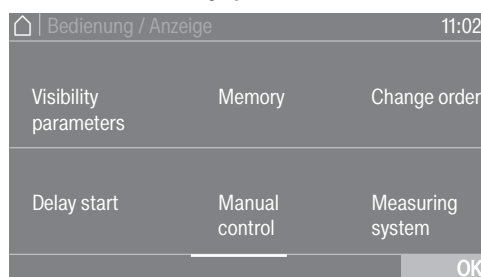 Bedienung / Anzeige 11:02
Visibility
parameters
Memory
Change order
Delay start
Manual
control
Measuring
system
OK